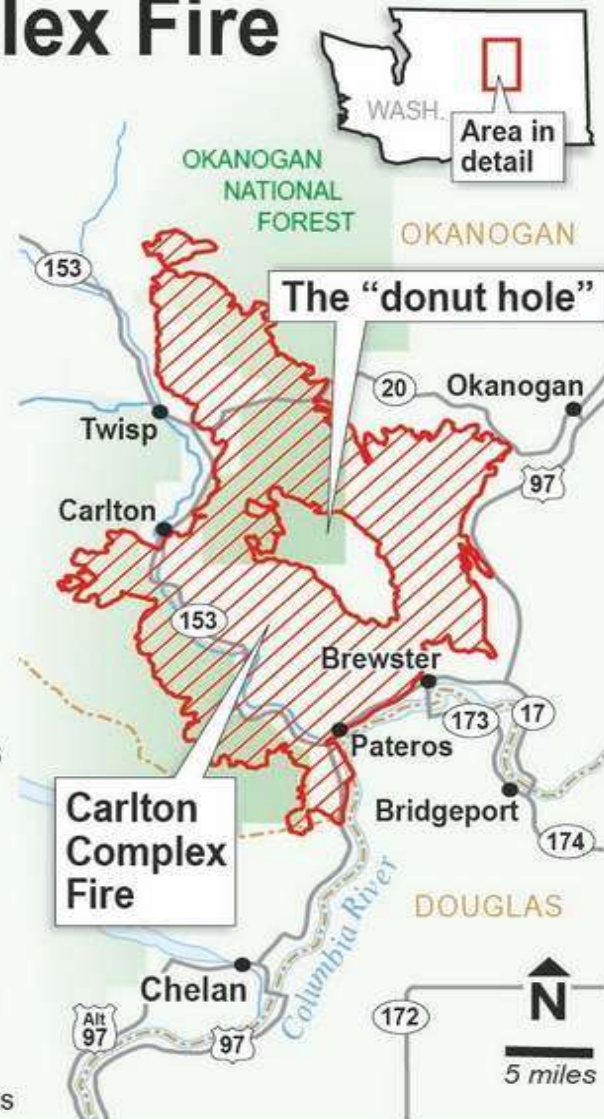 lex Fire
WASH.
Area in
detail
OKANOGAN
NATIONAL
FOREST
OKANOGAN
153
The “donut hole”
20
Okanogan
Twisp
97
Carlton
153
Brewster
173
17
Pateros
Bridgeport
Carlton
Complex
Fire
174
DOUGLAS
Columbia River
Chelan
N
172
Alt
97
97
5 miles
s